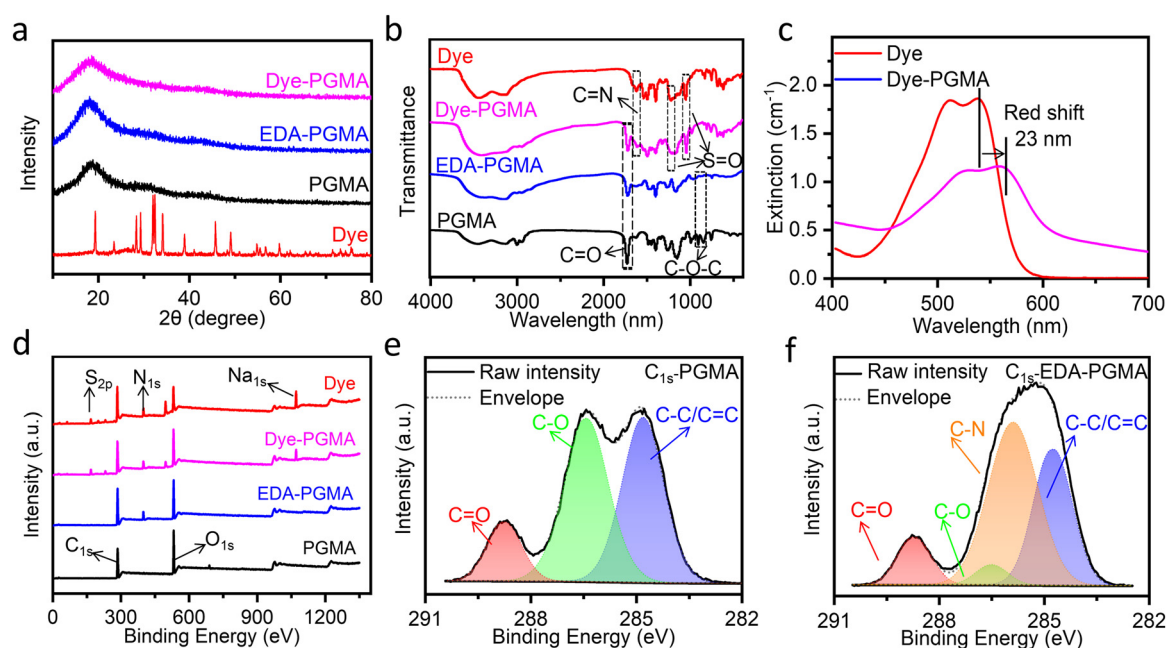 a
Dye-PGMA
EDA-PGMA
PGMA
Dye
Intensity
20
40
60
80
2θ (degree)
b
Dye
C=N
Dye-PGMA
S=O
EDA-PGMA
PGMA
C=O
C-O-C
Transmittance
4000
3000
2000
1000
Wavelength (nm)
c
Dye
Dye-PGMA
Red shift
23 nm
Extinction (cm⁻¹)
2.0
1.5
1.0
0.5
0.0
400
500
600
700
Wavelength (nm)
d
S₂ₚ
N₁ₛ
Na₁ₛ
Dye
Dye-PGMA
EDA-PGMA
C₁ₛ
O₁ₛ
PGMA
Intensity (a.u.)
0
300
600
900
1200
Binding Energy (eV)
e
Raw intensity
C₁ₛ-PGMA
Envelope
C-O
C-C/C=C
C=O
Intensity (a.u.)
291
288
285
282
Binding Energy (eV)
f
Raw intensity
C₁ₛ-EDA-PGMA
Envelope
C-N
C-C/C=C
C=O
C-O
Intensity (a.u.)
291
288
285
282
Binding Energy (eV)